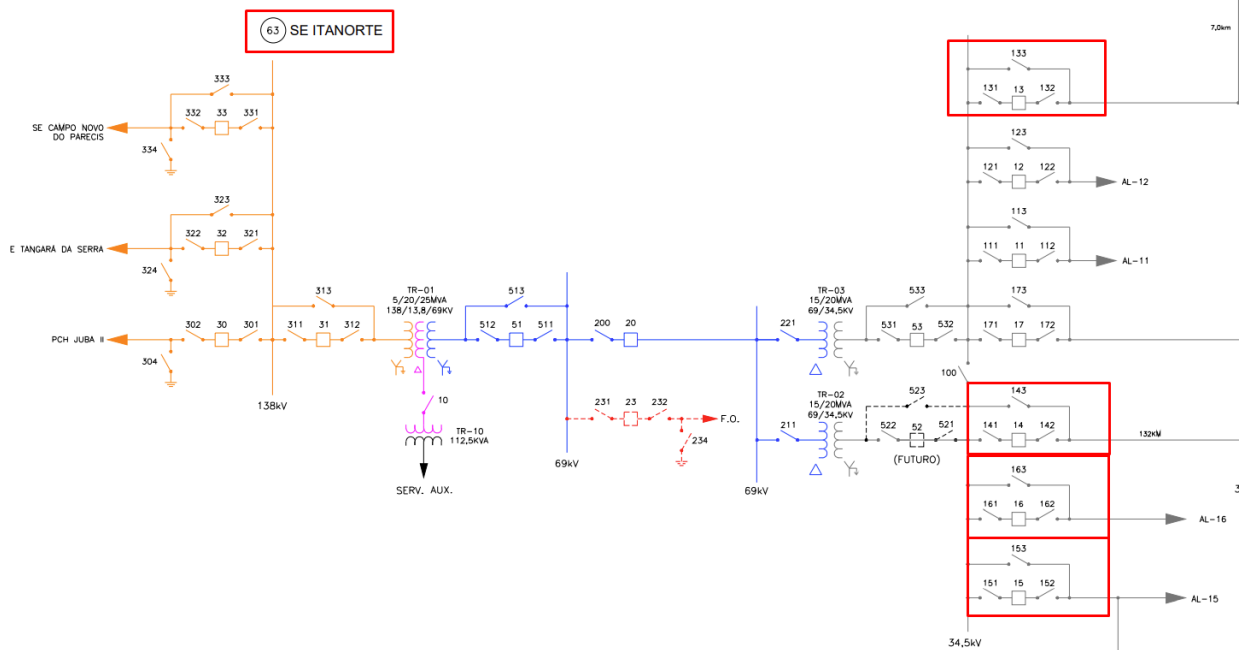 63 SE ITANORTE
7,0km
333
332 33 331
SE CAMPO NOVO
DO PARECIS
334
323
322 32 321
E TANGARÁ DA SERRA
324
313
302 30 301
311 31 312
PCH JUBA II
304
138kV
TR-01
5/20/25MVA
138/13,8/69KV
10
TR-10
112,5KVA
SERV. AUX.
513
512 51 511
200 20
231 23 232
F.O.
234
69kV
69kV
221
TR-03
15/20MVA
69/34,5KV
211
TR-02
15/20MVA
69/34,5KV
533
531 53 532
523
522 52 521
(FUTURO)
133
131 13 132
123
121 12 122
AL-12
113
111 11 112
AL-11
173
171 17 172
100
143
141 14 142
132KM
163
161 16 162
AL-16
3
153
151 15 152
AL-15
34,5kV